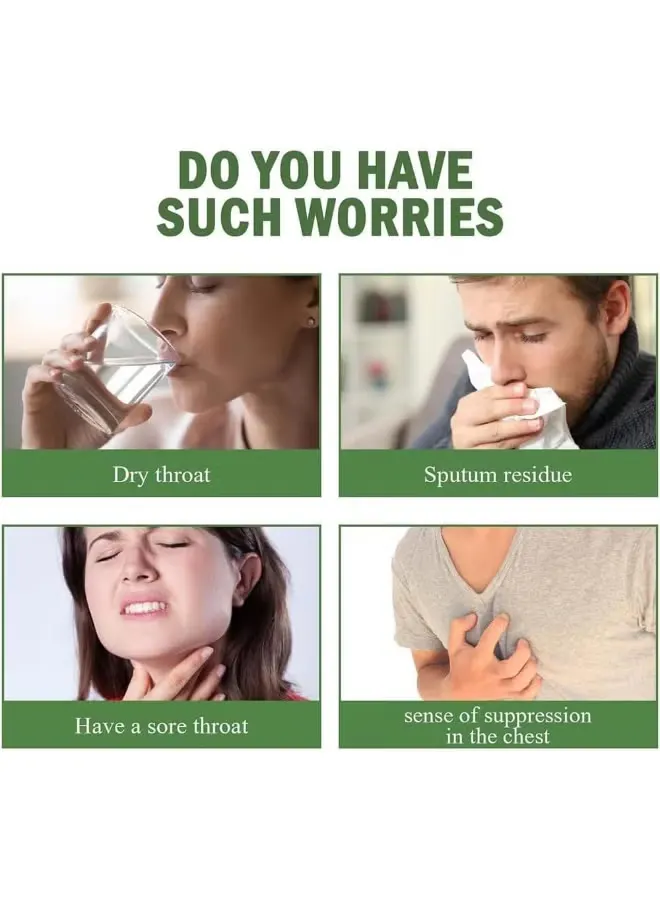 DO YOU HAVE
SUCH WORRIES
Dry throat
Sputum residue
Have a sore throat
sense of suppression
in the chest